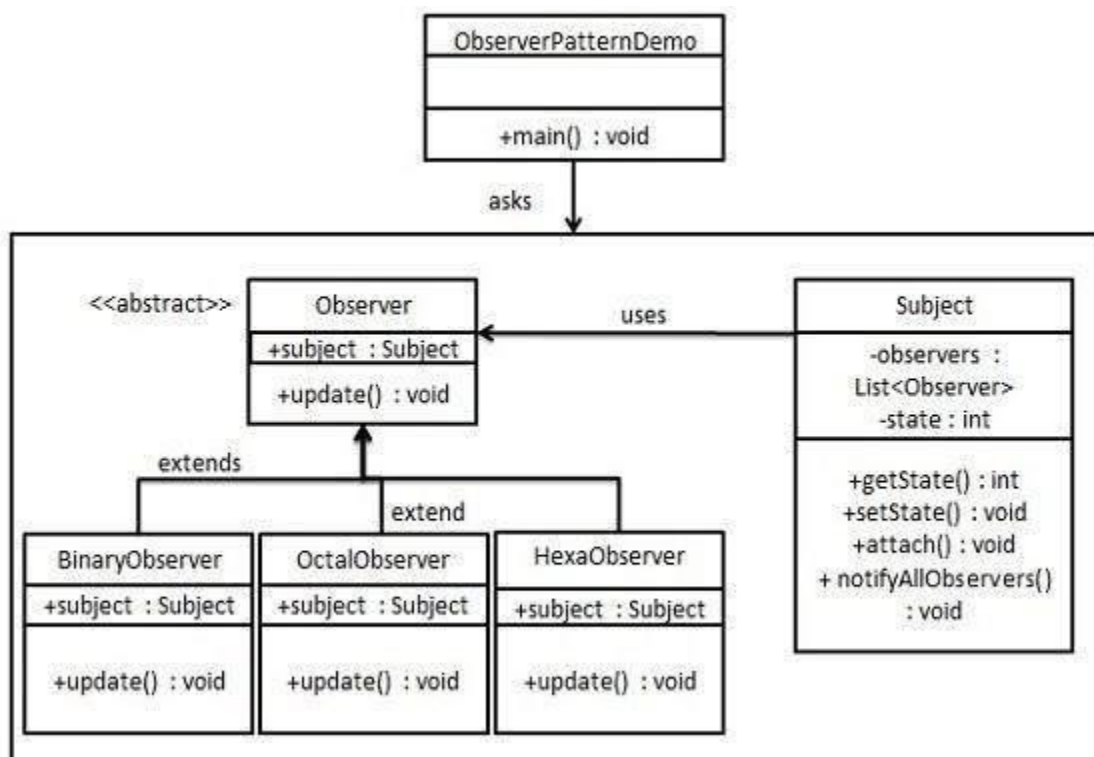 ObserverPatternDemo
+main() : void
asks
<<abstract>>
Observer
+subject : Subject
+update() : void
uses
Subject
-observers :
List<Observer>
-state : int
+getState() : int
+setState() : void
+attach() : void
+ notifyAllObservers()
: void
extends
extend
BinaryObserver
+subject : Subject
+update() : void
OctalObserver
+subject : Subject
+update() : void
HexaObserver
+subject : Subject
+update() : void